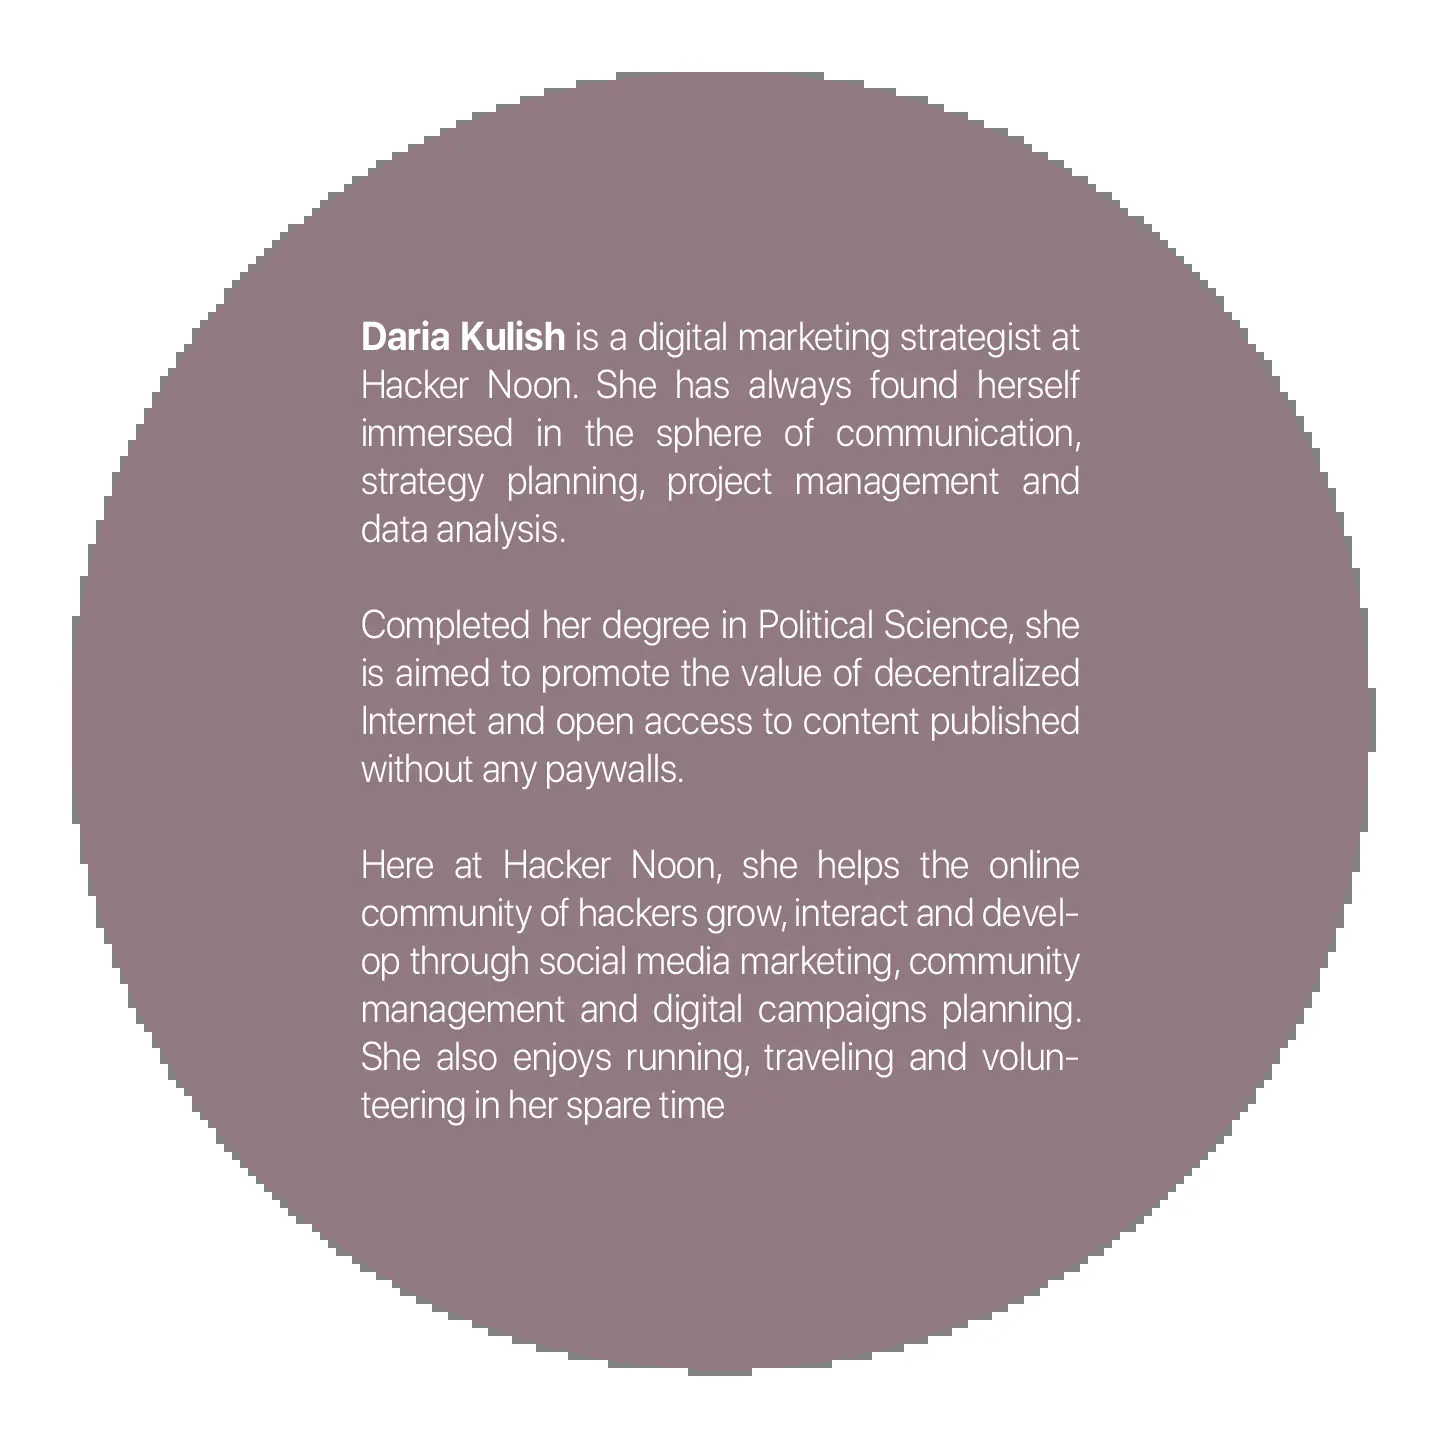 Daria Kulish is a digital marketing strategist at
Hacker Noon. She has always found herself
immersed in the sphere of communication,
strategy planning, project management and
data analysis.
Completed her degree in Political Science, she
is aimed to promote the value of decentralized
Internet and open access to content published
without any paywalls.
Here at Hacker Noon, she helps the online
community of hackers grow, interact and devel-
op through social media marketing, community
management and digital campaigns planning.
She also enjoys running, traveling and volun-
teering in her spare time